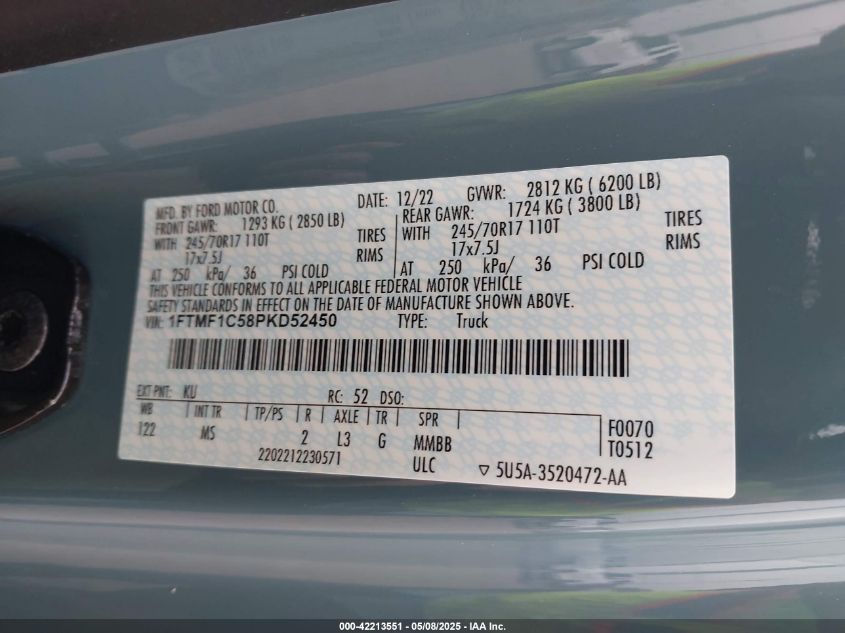 MFD. BY FORD MOTOR CO. DATE: 12/22 GVWR: 2812 KG ( 6200 LB)
FRONT GAWR: 1293 KG ( 2850 LB) REAR GAWR: 1724 KG ( 3800 LB)
WITH 245/70R17 110T TIRES WITH 245/70R17 110T TIRES
17x7.5J RIMS 17x7.5J RIMS
AT 250 kPa/ 36 PSI COLD AT 250 kPa/ 36 PSI COLD
THIS VEHICLE CONFORMS TO ALL APPLICABLE FEDERAL MOTOR VEHICLE
SAFETY STANDARDS IN EFFECT ON THE DATE OF MANUFACTURE SHOWN ABOVE.
VIN: 1FTMF1C58PKD52450 TYPE: Truck
EXT PNT: KU RC: 52 DSO:
WB INT TR TP/PS R AXLE TR SPR F0070
122 MS 2 L3 G MMBB T0512
2202212230571 ULC 5U5A-3520472-AA
000-42213551 - 05/08/2025 - IAA Inc.